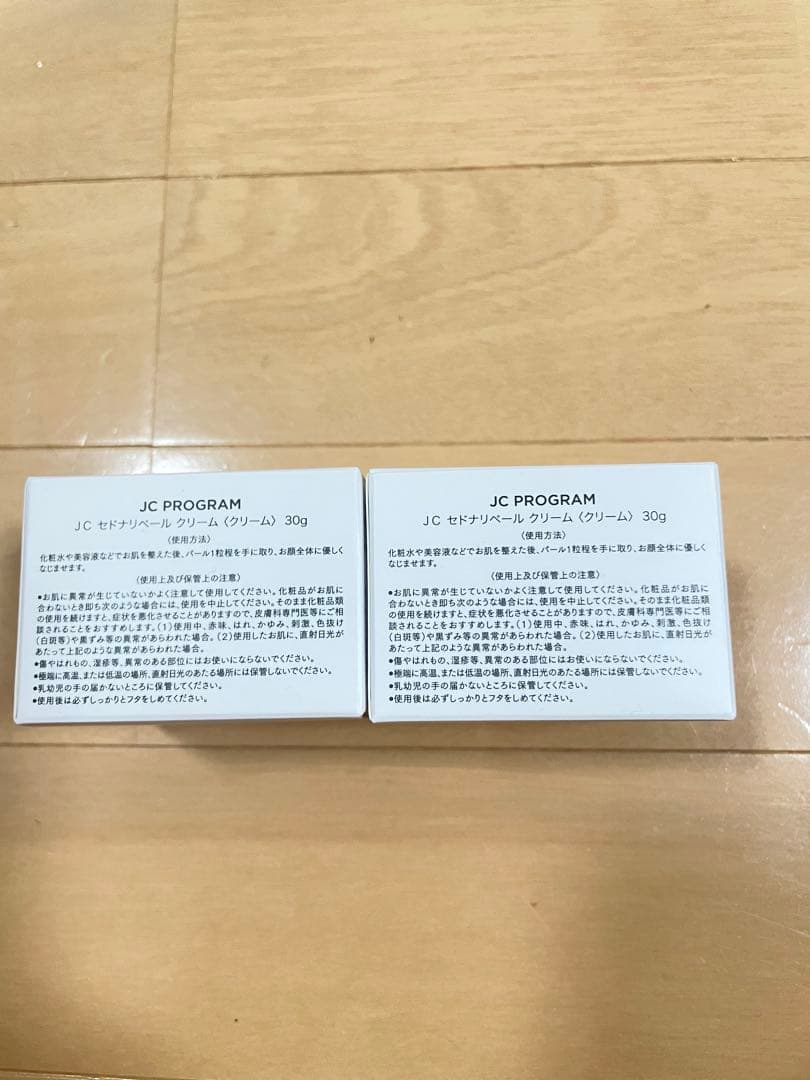 JC PROGRAM
JC セドナリペール クリーム〈クリーム〉 30g
〈使用方法〉
化粧水や美容液などでお肌を整えた後、パール1粒程を手に取り、お顔全体に優しく
なじませます。
〈使用上及び保管上の注意〉
●お肌に異常が生じていないかよく注意して使用してください。化粧品がお肌に
合わないとき即ち次のような場合には、使用を中止してください。そのまま化粧品類
の使用を続けますと、症状を悪化させることがありますので、皮膚科専門医等にご相
談されることをおすすめします。(1)使用中、赤味、はれ、かゆみ、刺激、色抜け
(白斑等)や黒ずみ等の異常があらわれた場合。(2)使用したお肌に、直射日光が
あたって上記のような異常があらわれた場合。
●傷やはれもの、湿疹等、異常のある部位にはお使いにならないでください。
●極端に高温、または低温の場所、直射日光のあたる場所には保管しないでください。
●乳幼児の手の届かないところに保管してください。
●使用後は必ずしっかりとフタをしめてください。
JC PROGRAM
JC セドナリペール クリーム〈クリーム〉 30g
〈使用方法〉
化粧水や美容液などでお肌を整えた後、パール1粒程を手に取り、お顔全体に優しく
なじませます。
〈使用上及び保管上の注意〉
●お肌に異常が生じていないかよく注意して使用してください。化粧品がお肌に
合わないとき即ち次のような場合には、使用を中止してください。そのまま化粧品類
の使用を続けますと、症状を悪化させることがありますので、皮膚科専門医等にご相
談されることをおすすめします。(1)使用中、赤味、はれ、かゆみ、刺激、色抜け
(白斑等)や黒ずみ等の異常があらわれた場合。(2)使用したお肌に、直射日光が
あたって上記のような異常があらわれた場合。
●傷やはれもの、湿疹等、異常のある部位にはお使いにならないでください。
●極端に高温、または低温の場所、直射日光のあたる場所には保管しないでください。
●乳幼児の手の届かないところに保管してください。
●使用後は必ずしっかりとフタをしめてください。